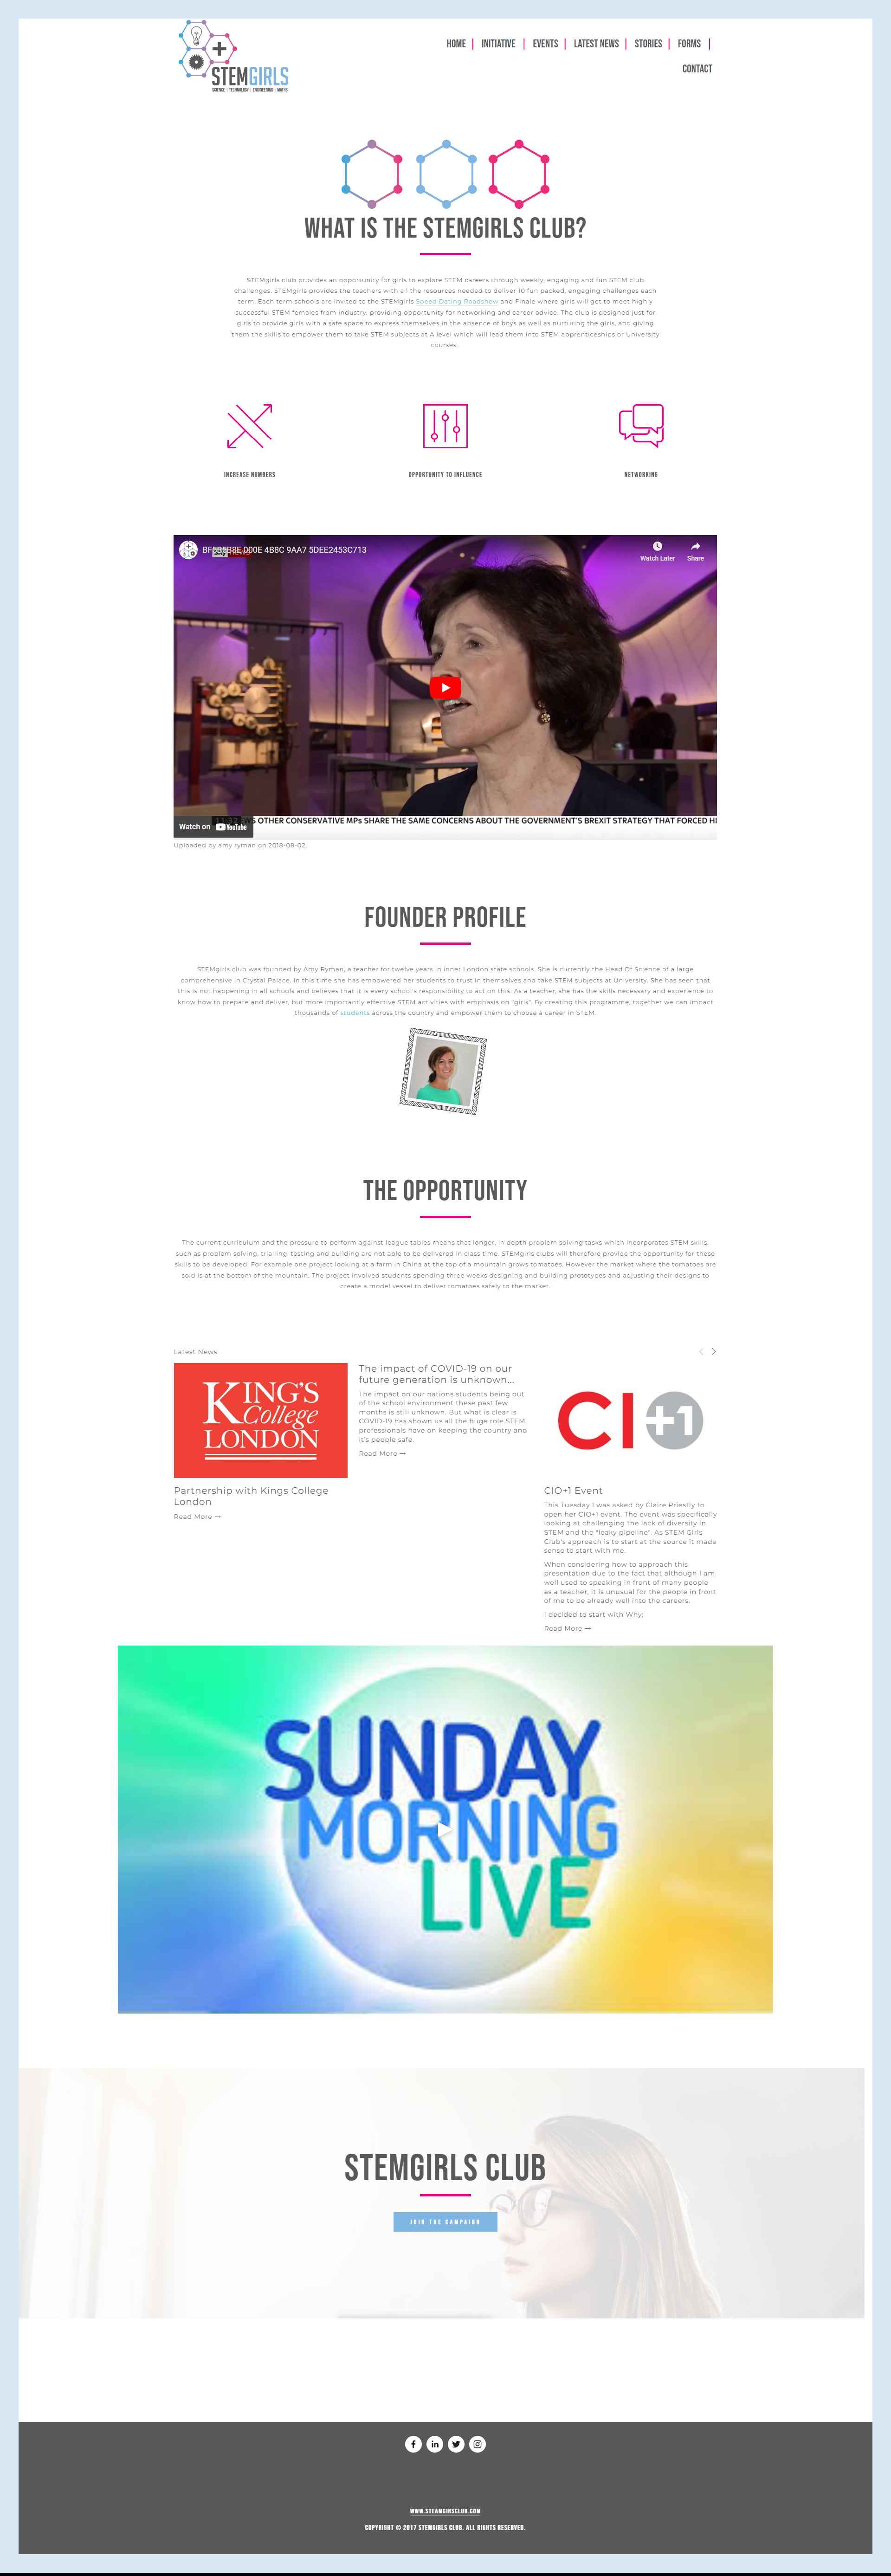 STEMGIRLS
SCIENCE | TECHNOLOGY | ENGINEERING | MATHS
HOME | INITIATIVE | EVENTS | LATEST NEWS | STORIES | FORMS |
CONTACT
WHAT IS THE STEMGIRLS CLUB?
STEMgirls club provides an opportunity for girls to explore STEM careers through weekly, engaging and fun STEM club
challenges. STEMgirls provides the teachers with all the resources needed to deliver 10 fun packed, engaging challenges each
term. Each term schools are invited to the STEMgirls Speed Dating Roadshow and Finale where girls will get to meet highly
successful STEM females from industry, providing opportunity for networking and career advice. The club is designed just for
girls to provide girls with a safe space to express themselves in the absence of boys as well as nurturing the girls, and giving
them the skills to empower them to take STEM subjects at A level which will lead them into STEM apprenticeships or University
courses.
INCREASE NUMBERS
OPPORTUNITY TO INFLUENCE
NETWORKING
000E 4B8C 9AA7 5DEE2453C713
Watch Later
Share
OTHER CONSERVATIVE MPs SHARE THE SAME CONCERNS ABOUT THE GOVERNMENT'S BREXIT STRATEGY THAT FORCED
Watch on YouTube
Uploaded by amy ryman on 2018-08-02.
FOUNDER PROFILE
STEMgirls club was founded by Amy Ryman, a teacher for twelve years in inner London state schools. She is currently the Head Of Science of a large
comprehensive in Crystal Palace. In this time she has empowered her students to trust in themselves and take STEM subjects at University. She has seen that
this is not happening in all schools and believes that it is every school's responsibility to act on this. As a teacher, she has the skills necessary and experience to
know how to prepare and deliver, but more importantly effective STEM activities with emphasis on "girls". By creating this programme, together we can impact
thousands of students across the country and empower them to choose a career in STEM.
THE OPPORTUNITY
The current curriculum and the pressure to perform against league tables means that longer, in depth problem solving tasks which incorporates STEM skills,
such as problem solving, trialling, testing and building are not able to be delivered in class time. STEMgirls clubs will therefore provide the opportunity for these
skills to be developed. For example one project looking at a farm in China at the top of a mountain grows tomatoes. However the market where the tomatoes are
sold is at the bottom of the mountain. The project involved students spending three weeks designing and building prototypes and adjusting their designs to
create a model vessel to deliver tomatoes safely to the market.
Latest News
KING'S
College
LONDON
Partnership with Kings College
London
Read More →
The impact of COVID-19 on our
future generation is unknown...
The impact on our nations students being out
of the school environment these past few
months is still unknown. But what is clear is
COVID-19 has shown us all the huge role STEM
professionals have on keeping the country and
it's people safe.
Read More →
CI+1
CIO+1 Event
This Tuesday I was asked by Claire Priestly to
open her CIO+1 event. The event was specifically
looking at challenging the lack of diversity in
STEM and the "leaky pipeline". As STEM Girls
Club's approach is to start at the source it made
sense to start with me.
When considering how to approach this
presentation due to the fact that although I am
well used to speaking in front of many people
as a teacher, it is unusual for the people in front
of me to be already well into the careers.
I decided to start with Why;
Read More →
SUNDAY
MORNING
LIVE
STEMGIRLS CLUB
JOIN THE CAMPAIGN
WWW.STEAMGIRSCLUB.COM
COPYRIGHT © 2017 STEMGIRLS CLUB. ALL RIGHTS RESERVED.